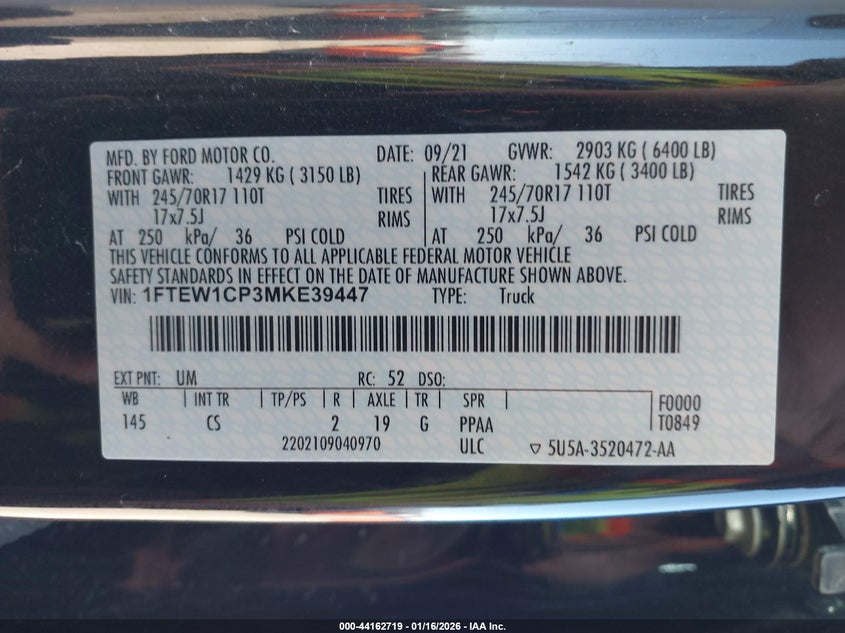 MFD. BY FORD MOTOR CO. DATE: 09/21 GVWR: 2903 KG ( 6400 LB)
FRONT GAWR: 1429 KG ( 3150 LB) REAR GAWR: 1542 KG ( 3400 LB)
WITH 245/70R17 110T TIRES WITH 245/70R17 110T TIRES
17x7.5J RIMS 17x7.5J RIMS
AT 250 kPa/ 36 PSI COLD AT 250 kPa/ 36 PSI COLD
THIS VEHICLE CONFORMS TO ALL APPLICABLE FEDERAL MOTOR VEHICLE
SAFETY STANDARDS IN EFFECT ON THE DATE OF MANUFACTURE SHOWN ABOVE.
VIN: 1FTEW1CP3MKE39447 TYPE: Truck
EXT PNT: UM RC: 52 DSO:
WB INT TR TP/PS R AXLE TR SPR F0000
145 CS 2 19 G PPAA T0849
2202109040970 ULC ▽ 5U5A-3520472-AA
000-44162719 - 01/16/2026 - IAA Inc.